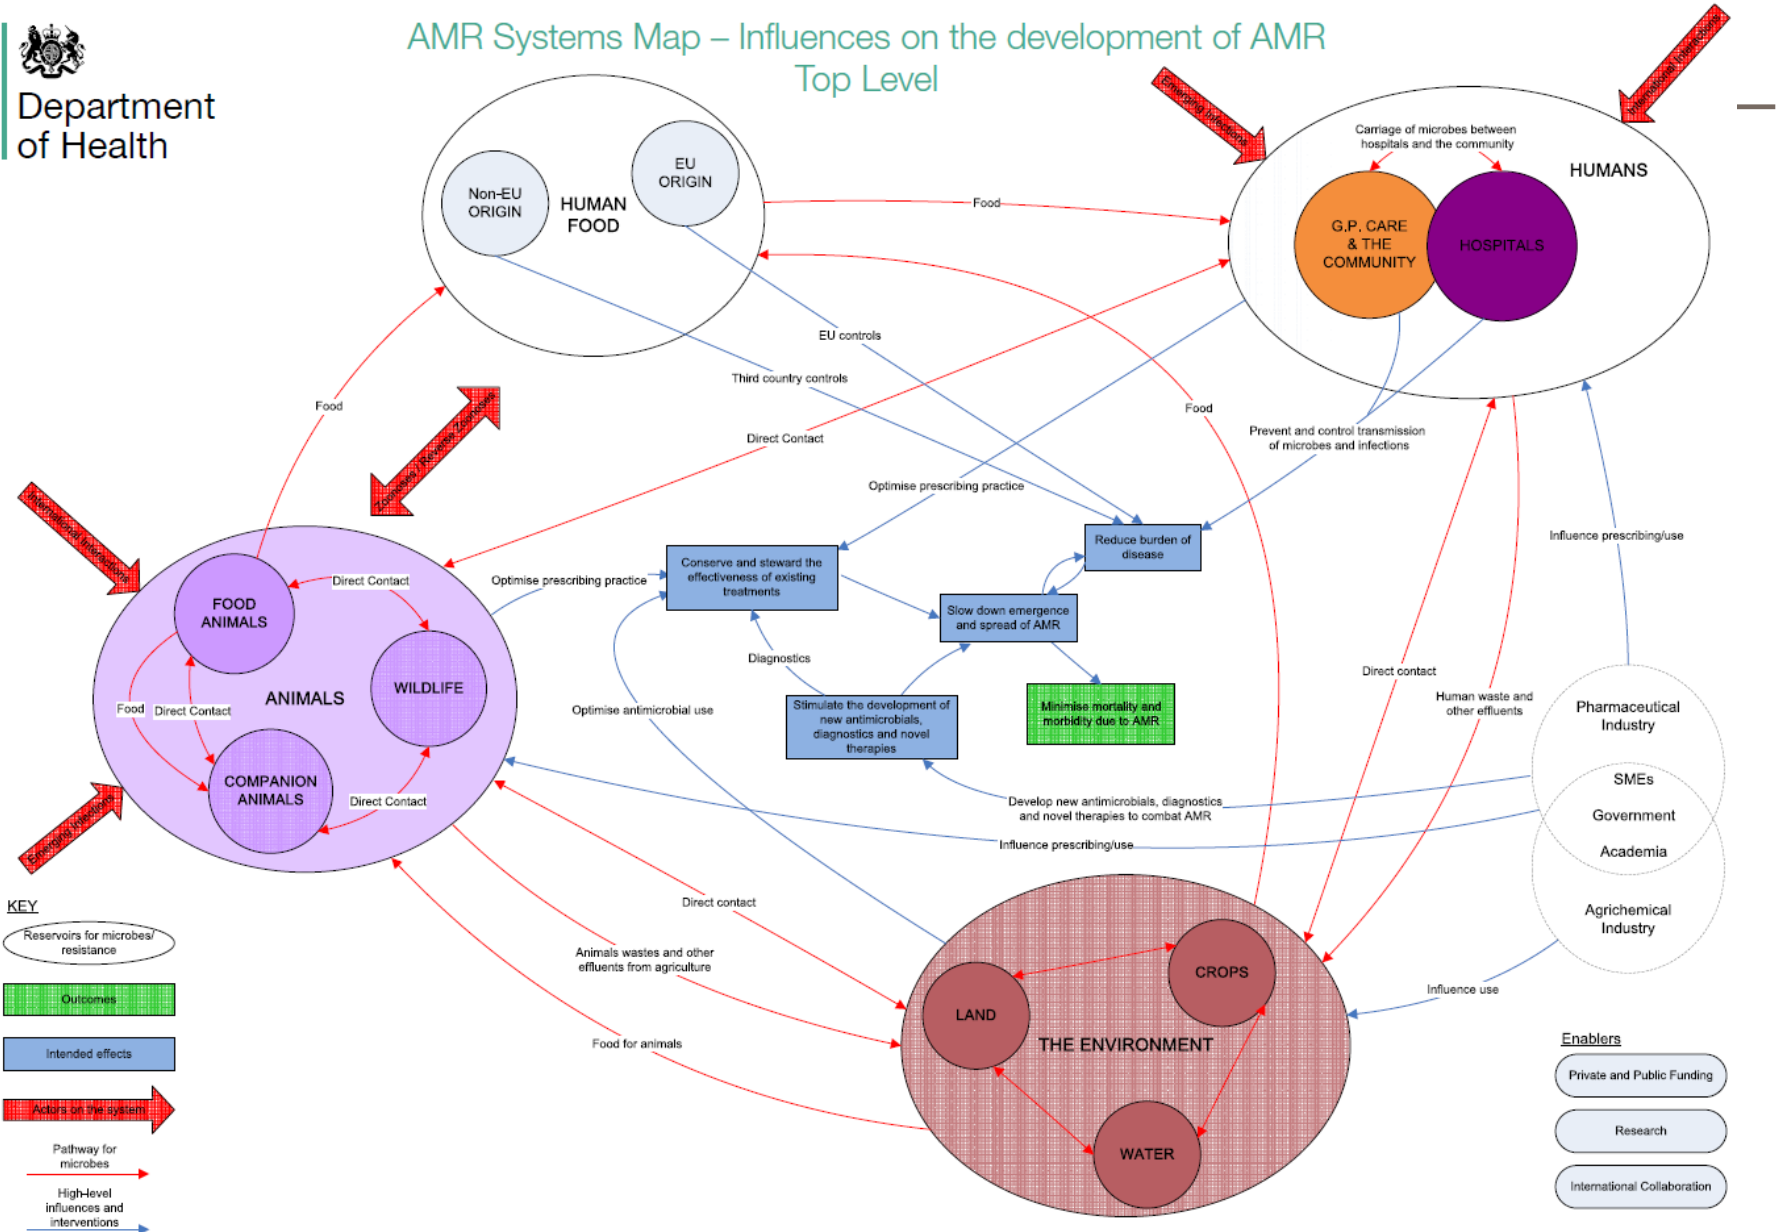 AMR Systems Map – Influences on the development of AMR
Top Level
Department
of Health
Emerging Infections
International Interactions
Carriage of microbes between
hospitals and the community
HUMANS
G.P. CARE
& THE
COMMUNITY
HOSPITALS
Non-EU
ORIGIN
EU
ORIGIN
HUMAN
FOOD
Food
EU controls
Third country controls
Food
Food
Direct Contact
Prevent and control transmission
of microbes and infections
Optimise prescribing practice
Zoonoses / Reverse Zoonoses
International Interactions
Emerging Infections
FOOD
ANIMALS
Direct Contact
WILDLIFE
ANIMALS
Food
Direct Contact
COMPANION
ANIMALS
Direct Contact
Optimise prescribing practice
Conserve and steward the
effectiveness of existing
treatments
Reduce burden of
disease
Slow down emergence
and spread of AMR
Diagnostics
Stimulate the development of
new antimicrobials,
diagnostics and novel
therapies
Minimise mortality and
morbidity due to AMR
Optimise antimicrobial use
Influence prescribing/use
Direct contact
Human waste and
other effluents
Pharmaceutical
Industry
SMEs
Government
Academia
Agrichemical
Industry
Develop new antimicrobials, diagnostics
and novel therapies to combat AMR
Influence prescribing/use
Direct contact
Animals wastes and other
effluents from agriculture
Food for animals
Influence use
LAND
CROPS
THE ENVIRONMENT
WATER
KEY
Reservoirs for microbes/
resistance
Outcomes
Intended effects
Actors on the system
Pathway for
microbes
High-level
influences and
interventions
Enablers
Private and Public Funding
Research
International Collaboration